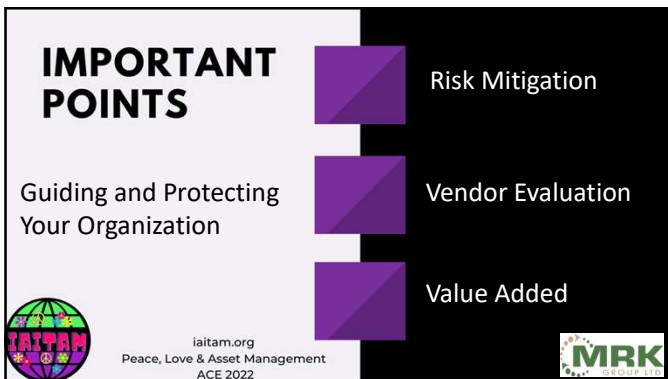 IMPORTANT
POINTS
Guiding and Protecting
Your Organization
Risk Mitigation
Vendor Evaluation
Value Added
IAITAM
iaitam.org
Peace, Love & Asset Management
ACE 2022
MRK
GROUP LTD